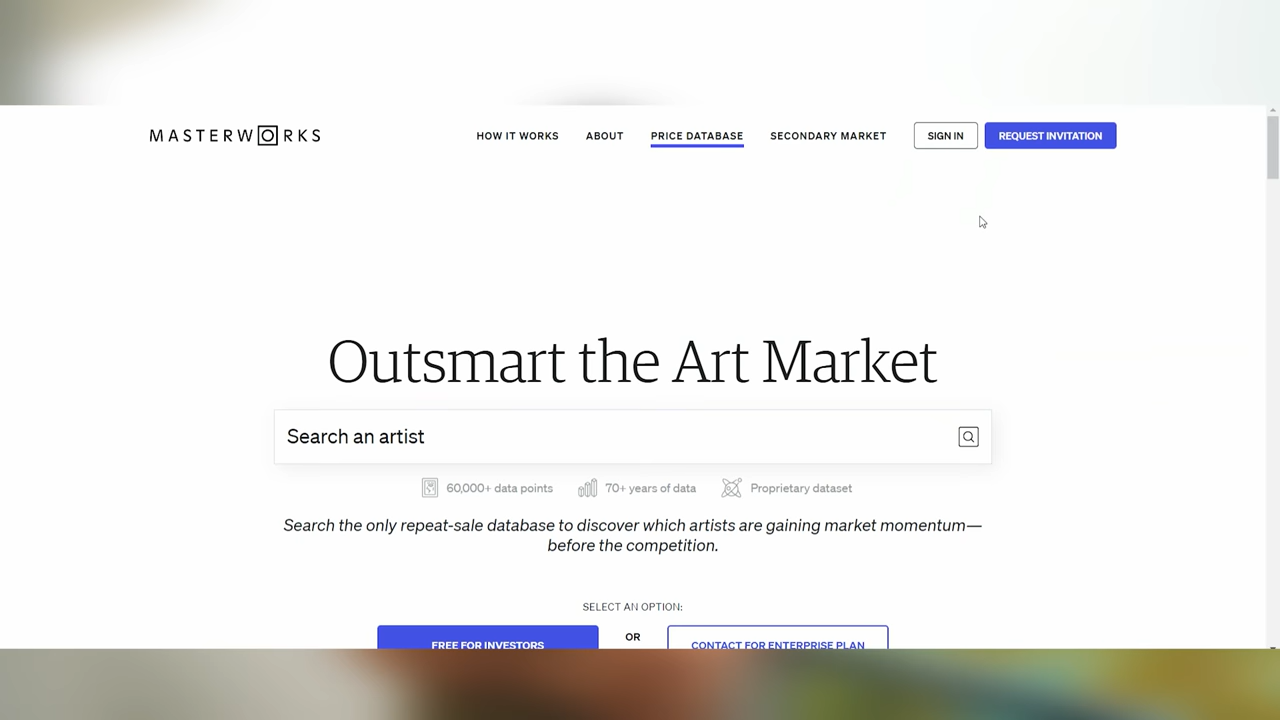 MASTERWORKS
HOW IT WORKS ABOUT PRICE DATABASE SECONDARY MARKET SIGN IN REQUEST INVITATION
Outsmart the Art Market
Search an artist
60,000+ data points 70+ years of data Proprietary dataset
Search the only repeat-sale database to discover which artists are gaining market momentum—
before the competition.
SELECT AN OPTION:
FREE FOR INVESTORS OR CONTACT FOR ENTERPRISE PLAN